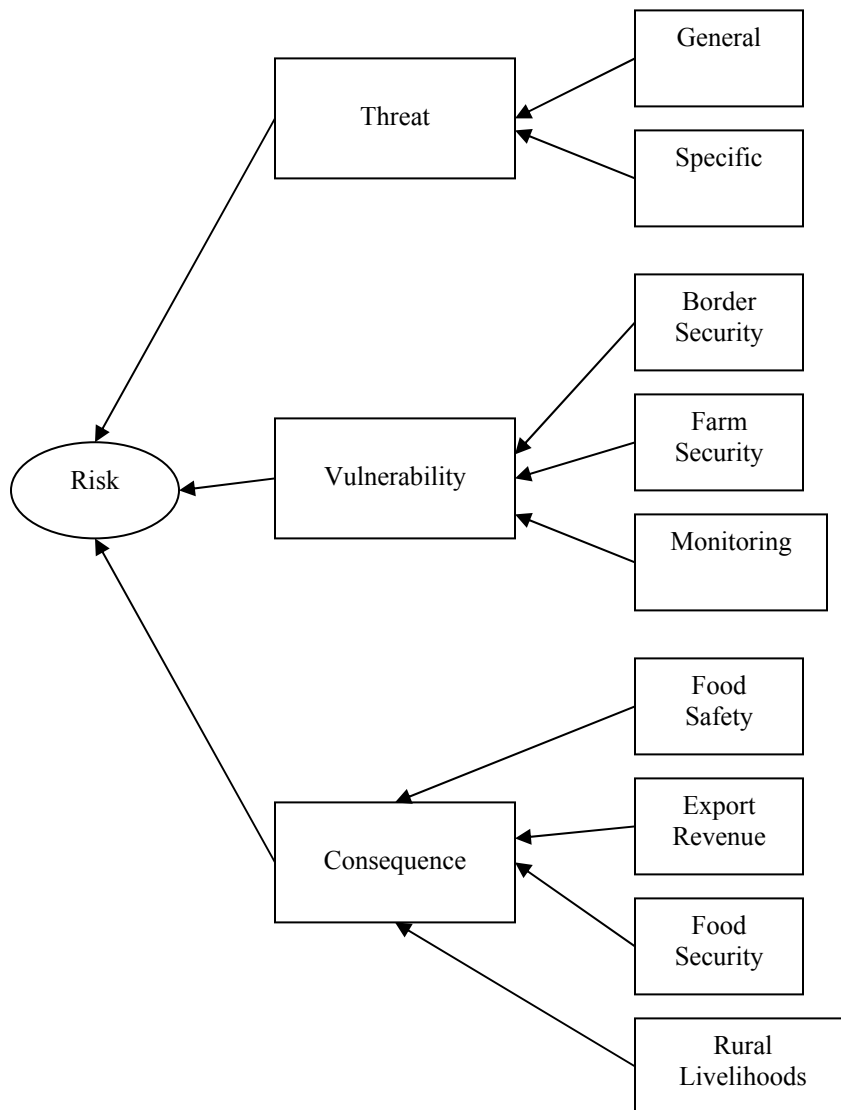 General
Threat
Specific
Border
Security
Farm
Security
Risk
Vulnerability
Monitoring
Food
Safety
Export
Revenue
Consequence
Food
Security
Rural
Livelihoods